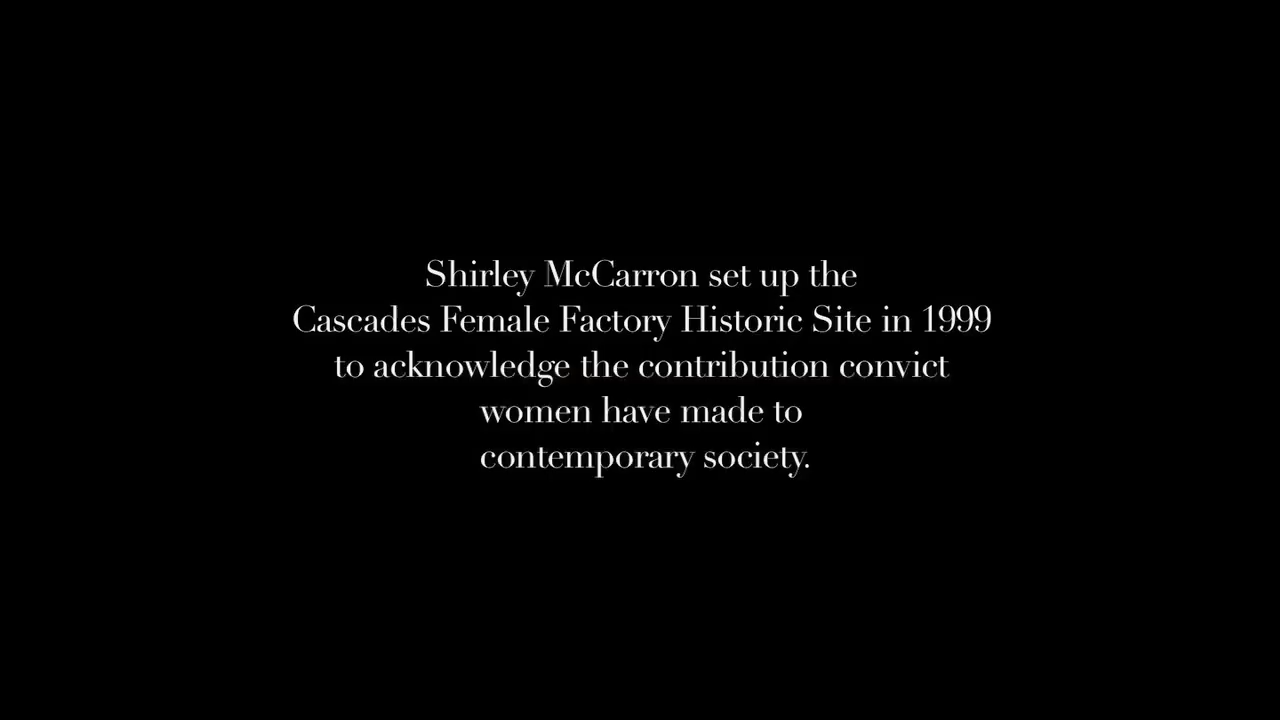 Shirley McCarron set up the
Cascades Female Factory Historic Site in 1999
to acknowledge the contribution convict
women have made to
contemporary society.